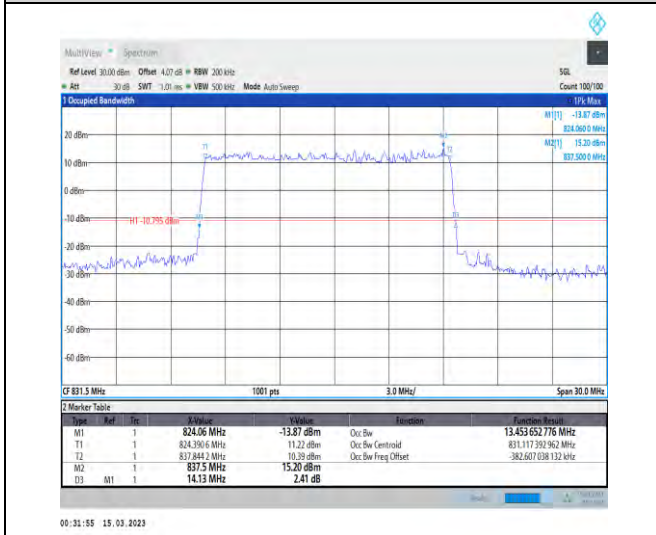 MultiView Spectrum
Ref Level 30.00 dBm Offset 4.07 dB RBW 200 kHz SGL
Att 30 dB SWT 1.01 ms VBW 500 kHz Mode Auto Sweep Count 100/100
1 Occupied Bandwidth 1Pk Max
M1[1] -13.87 dBm
824.060 0 MHz
M2[1] 15.20 dBm
837.500 0 MHz
20 dBm
T1 M2 T2
10 dBm
0 dBm
-10 dBm H1 -10.795 dBm M1 D3
-20 dBm
-30 dBm
-40 dBm
-50 dBm
-60 dBm
CF 831.5 MHz 1001 pts 3.0 MHz/ Span 30.0 MHz
2 Marker Table
Type Ref Trc X-Value Y-Value Function Function Result
M1 1 824.06 MHz -13.87 dBm Occ Bw 13.453 652 776 MHz
T1 1 824.390 6 MHz 11.22 dBm Occ Bw Centroid 831.117 392 962 MHz
T2 1 837.844 2 MHz 10.39 dBm Occ Bw Freq Offset -382.607 038 132 kHz
M2 1 837.5 MHz 15.20 dBm
D3 M1 1 14.13 MHz 2.41 dB
00:31:55 15.03.2023